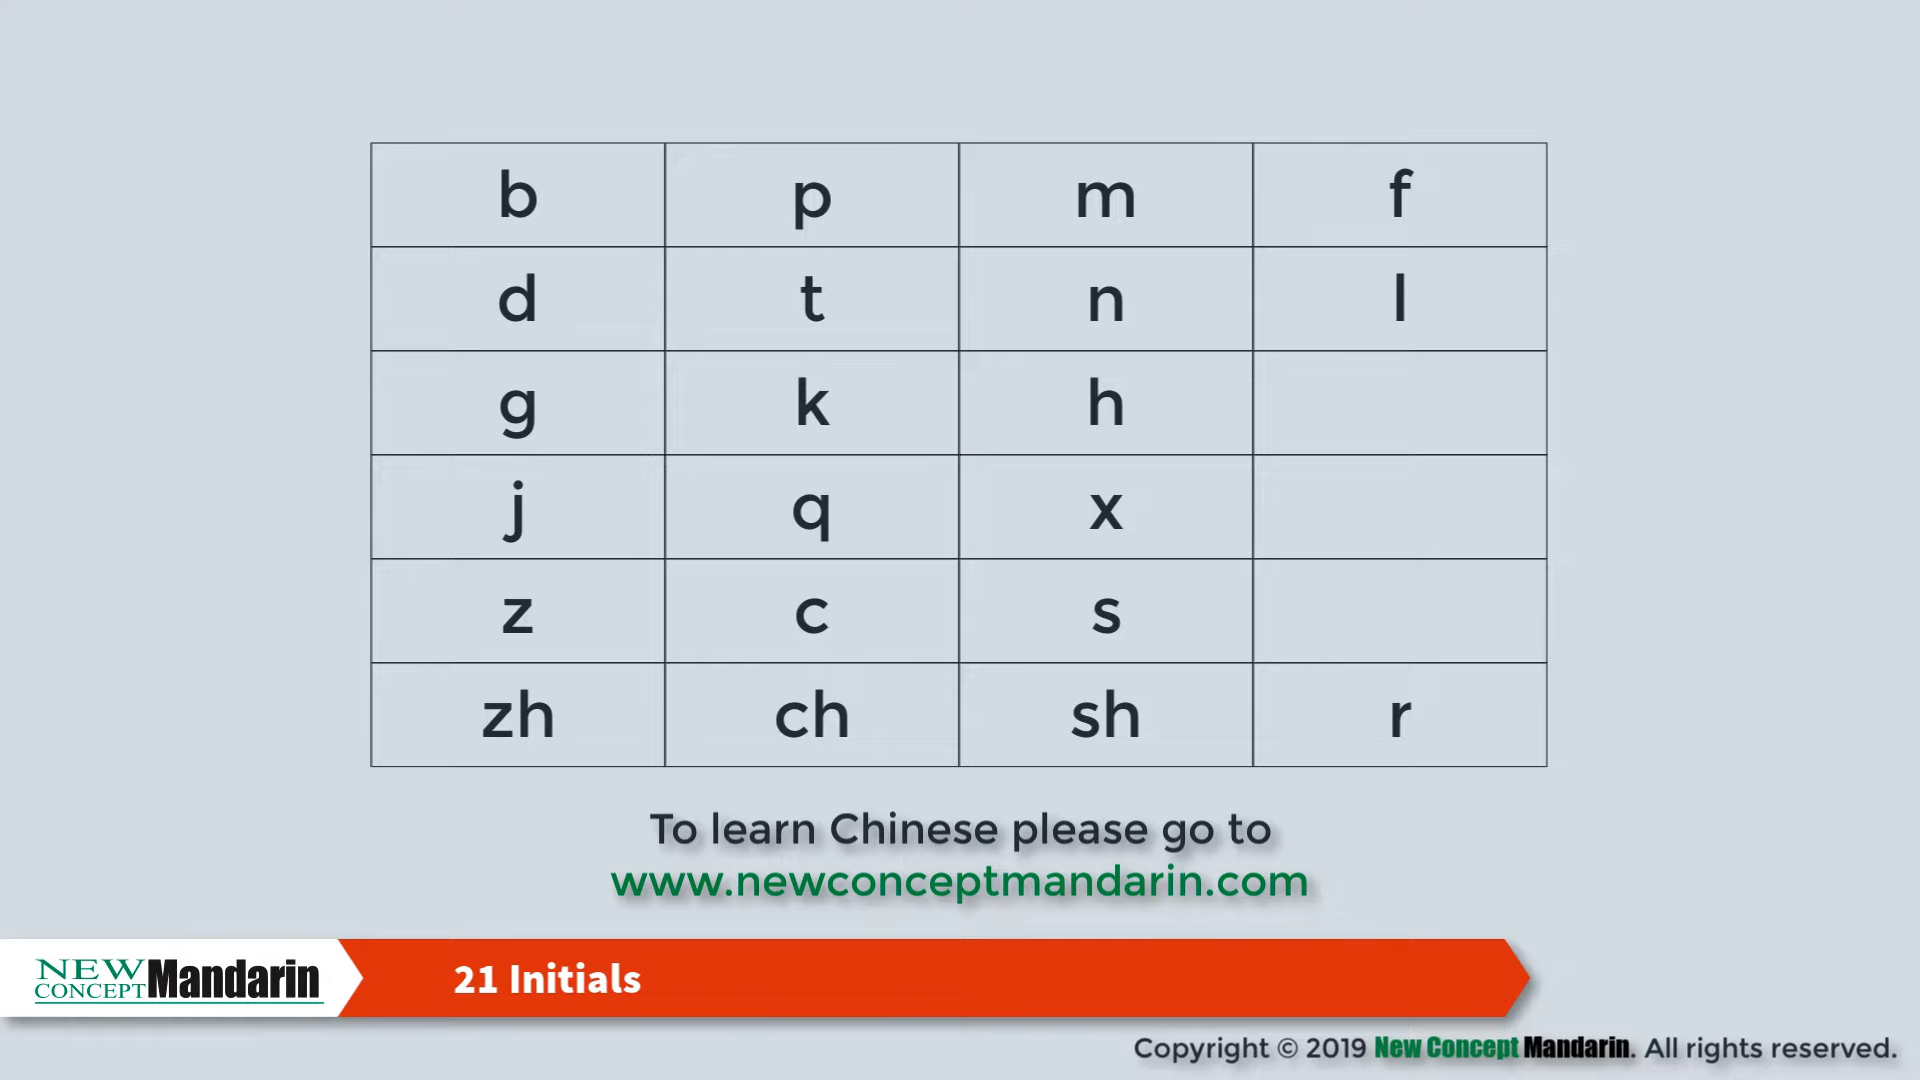 b p m f
d t n l
g k h
j q x
z c s
zh ch sh r
To learn Chinese please go to
www.newconceptmandarin.com
NEW CONCEPT Mandarin
21 Initials
Copyright © 2019 New Concept Mandarin. All rights reserved.